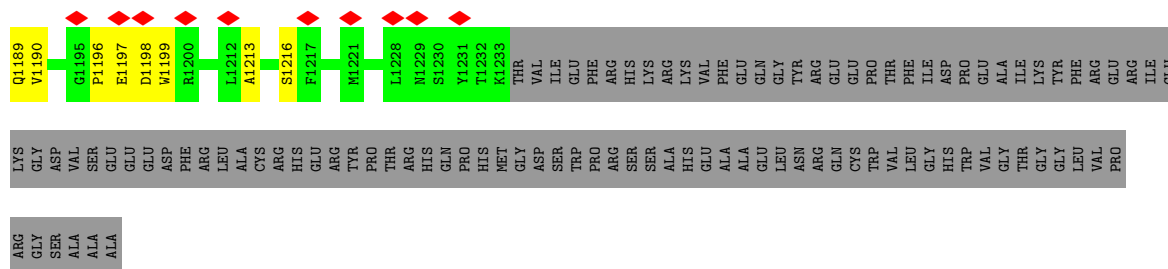 Q1189 V1190 G1195 P1196 E1197 D1198 W1199 R1200 L1212 A1213 S1216 F1217 M1221 L1228 N1229 S1230 Y1231 T1232 K1233 THR VAL ILE GLU PHE ARG HIS LYS ARG LYS VAL PHE GLU GLN GLY TYR ARG GLU GLU PRO THR PHE ILE ASP PRO GLU ALA ILE LYS TYR PHE ARG GLU ARG ILE GLU
LYS GLY ASP VAL SER GLU GLU GLU ASP PHE ARG LEU ALA CYS ARG HIS GLU ARG TYR PRO THR ARG HIS GLN PRO HIS MET GLY ASP SER TRP PRO ARG SER SER ALA HIS GLU ALA ALA GLU LEU ASN ARG GLN CYS TRP VAL LEU GLY HIS TRP VAL GLY THR GLY GLY LEU VAL PRO
ARG GLY SER ALA ALA ALA